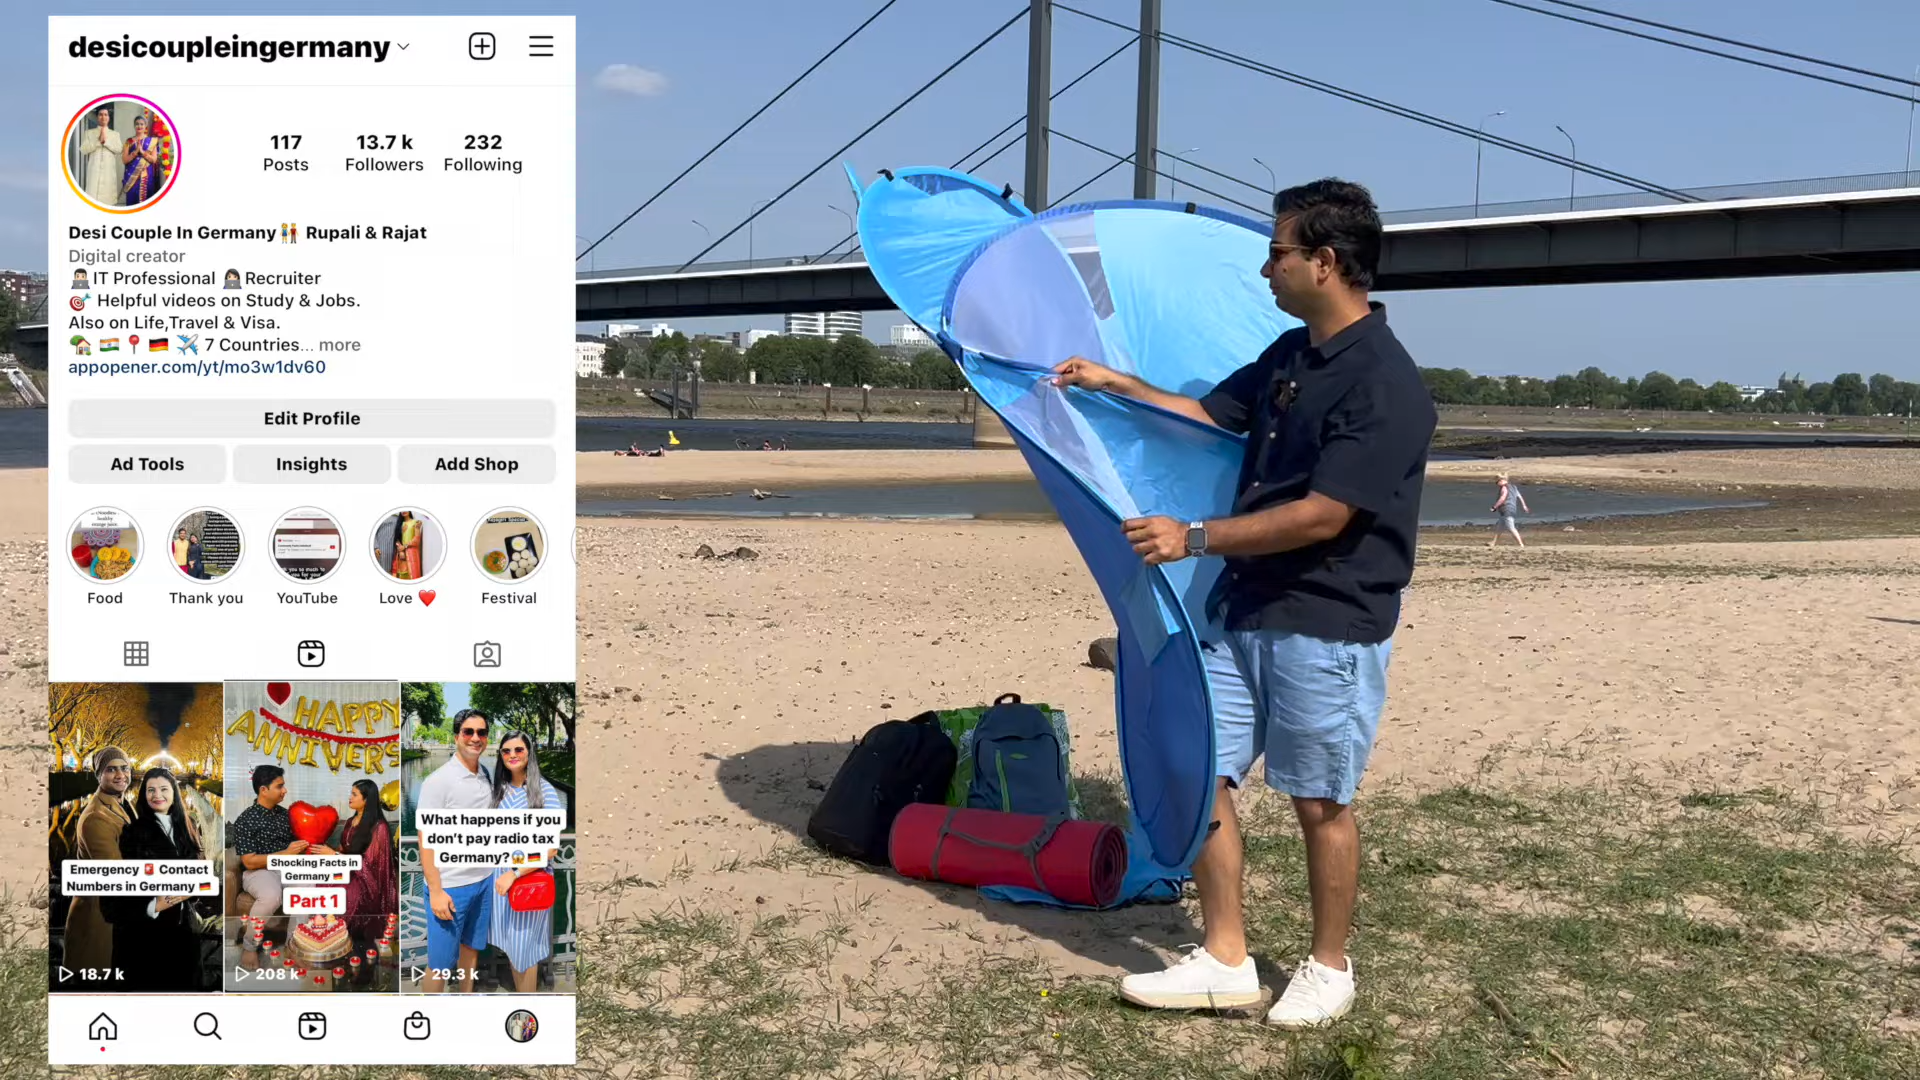 desicoupleingermany
117
13.7 k
232
Posts
Followers
Following
Desi Couple In Germany 👫 Rupali & Rajat
Digital creator
👨🏻‍💻 IT Professional 👩🏻‍💻 Recruiter
🎯 Helpful videos on Study & Jobs.
Also on Life,Travel & Visa.
🏡 🇮🇳 📍 🇩🇪 ✈️ 7 Countries... more
appopener.com/yt/mo3w1dv60
Edit Profile
Ad Tools
Insights
Add Shop
Food
Thank you
YouTube
Love ❤️
Festival
HAPPY
ANNIVERS
Emergency 🚨 Contact
Numbers in Germany 🇩🇪
Shocking Facts in
Germany 🇩🇪
Part 1
What happens if you
don't pay radio tax
Germany?😱 🇩🇪
18.7 k
208 k
29.3 k